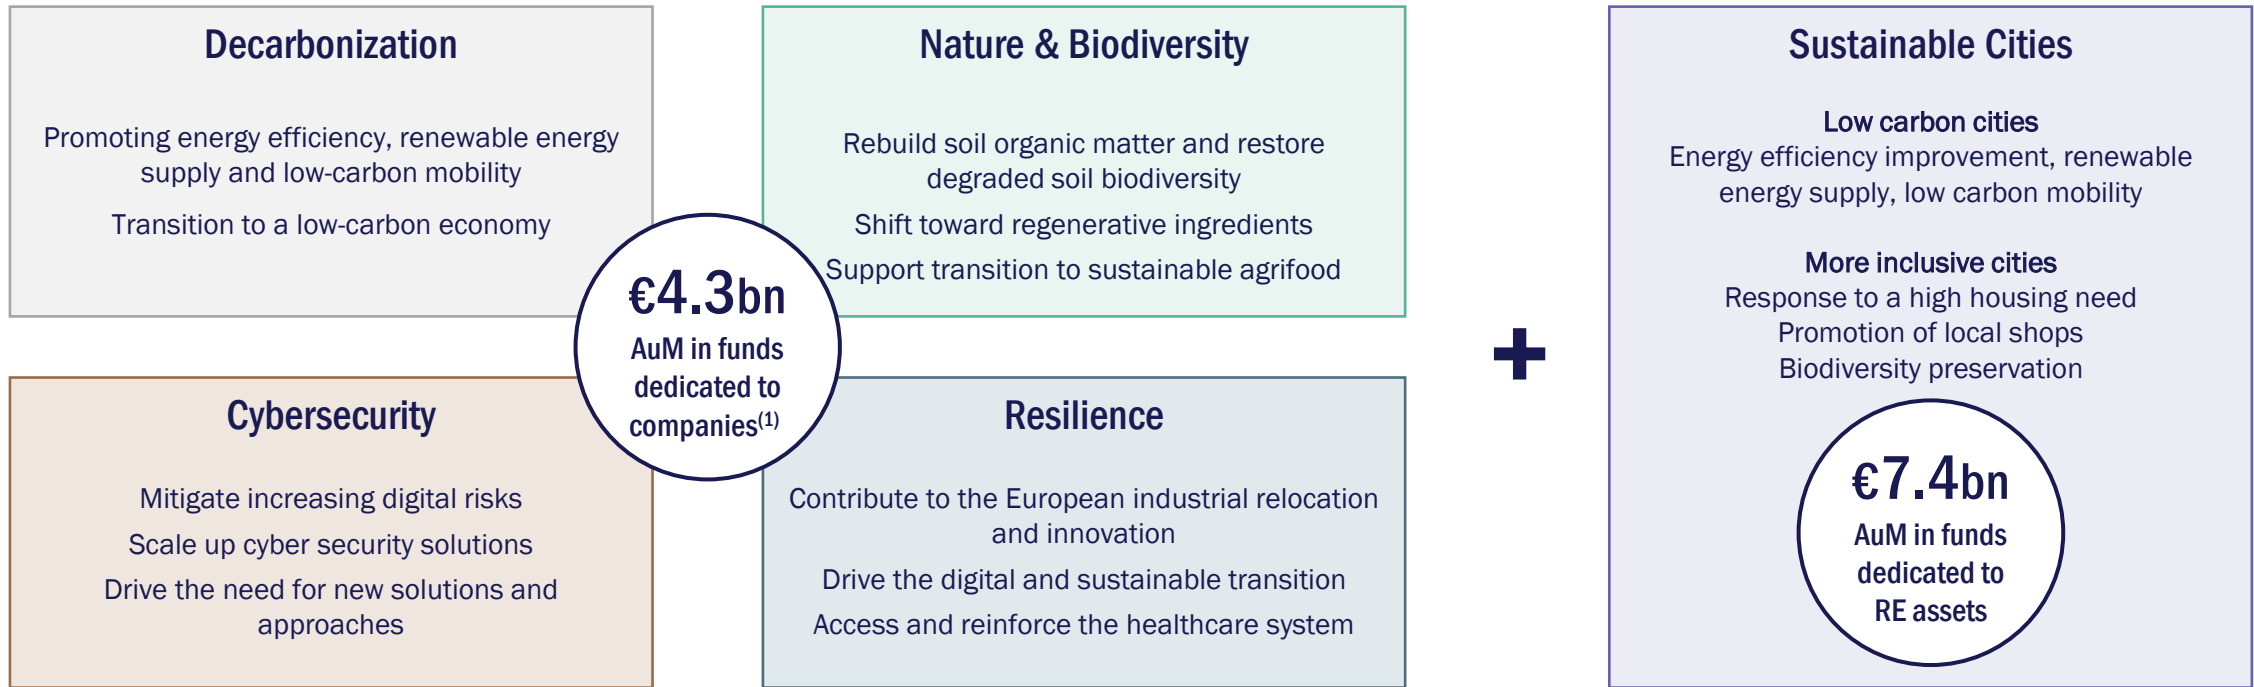 Decarbonization
Promoting energy efficiency, renewable energy
supply and low-carbon mobility
Transition to a low-carbon economy
Nature & Biodiversity
Rebuild soil organic matter and restore
degraded soil biodiversity
Shift toward regenerative ingredients
Support transition to sustainable agrifood
€4.3bn
AuM in funds
dedicated to
companies(1)
Cybersecurity
Mitigate increasing digital risks
Scale up cyber security solutions
Drive the need for new solutions and
approaches
Resilience
Contribute to the European industrial relocation
and innovation
Drive the digital and sustainable transition
Access and reinforce the healthcare system
+
Sustainable Cities
Low carbon cities
Energy efficiency improvement, renewable
energy supply, low carbon mobility
More inclusive cities
Response to a high housing need
Promotion of local shops
Biodiversity preservation
€7.4bn
AuM in funds
dedicated to
RE assets